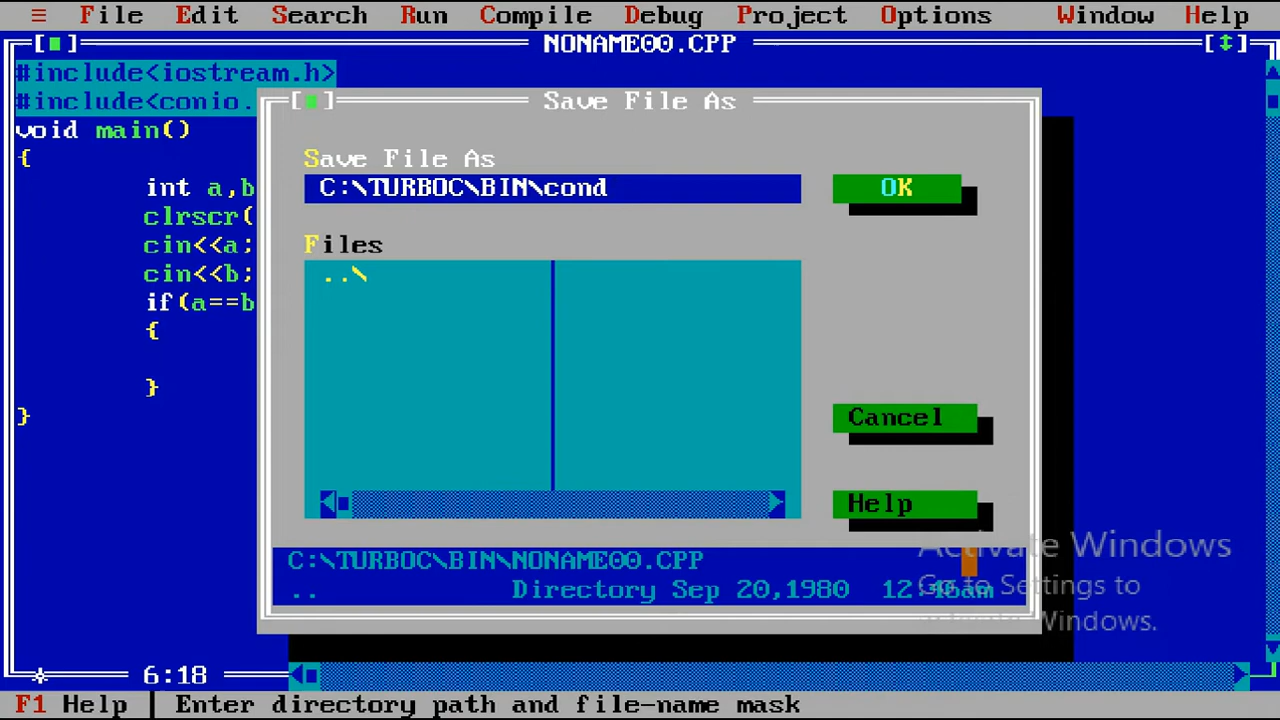 ≡ File Edit Search Run Compile Debug Project Options Window Help
[■] NONAME00.CPP [↕]
#include<iostream.h>
#include<conio.
void main()
{
int a,b
clrscr(
cin<<a;
cin<<b;
if(a==b
{
}
}
[■] Save File As
Save File As
C:\TURBOC\BIN\cond
OK
Files
..\
Cancel
Help
C:\TURBOC\BIN\NONAME00.CPP
.. Directory Sep 20,1980 12:46am
Activate Windows
Go to Settings to
activate Windows.
6:18
F1 Help | Enter directory path and file-name mask